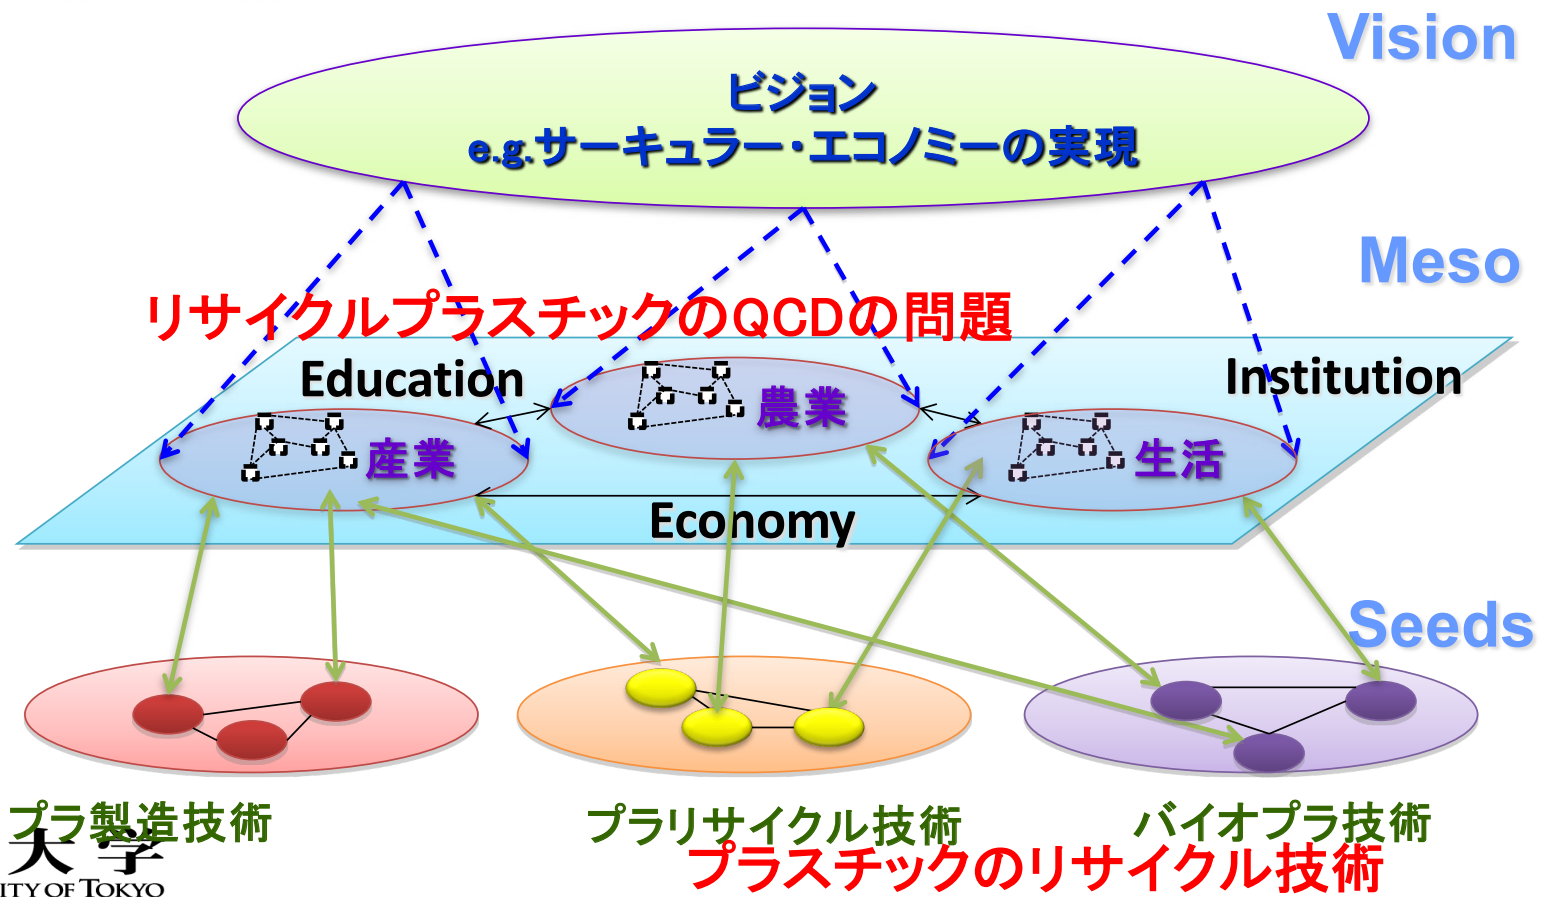 Vision
ビジョン
e.g.サーキュラー・エコノミーの実現
Meso
リサイクルプラスチックのQCDの問題
Education
Institution
農業
産業
生活
Economy
Seeds
プラ製造技術
プラリサイクル技術
バイオプラ技術
プラスチックのリサイクル技術
大学
ITY OF TOKYO